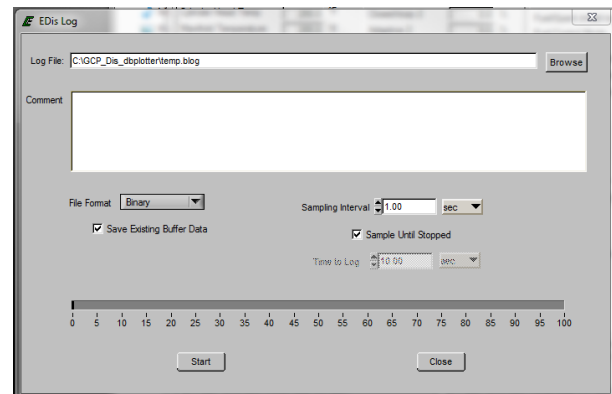 EDis Log
Log File: C:\GCP_Dis_dbplotter\temp.blog Browse
Comment
File Format Binary Sampling Interval 1.00 sec
Save Existing Buffer Data Sample Until Stopped
Time to Log 10.00 sec
0 5 10 15 20 25 30 35 40 45 50 55 60 65 70 75 80 85 90 95 100
Start Close